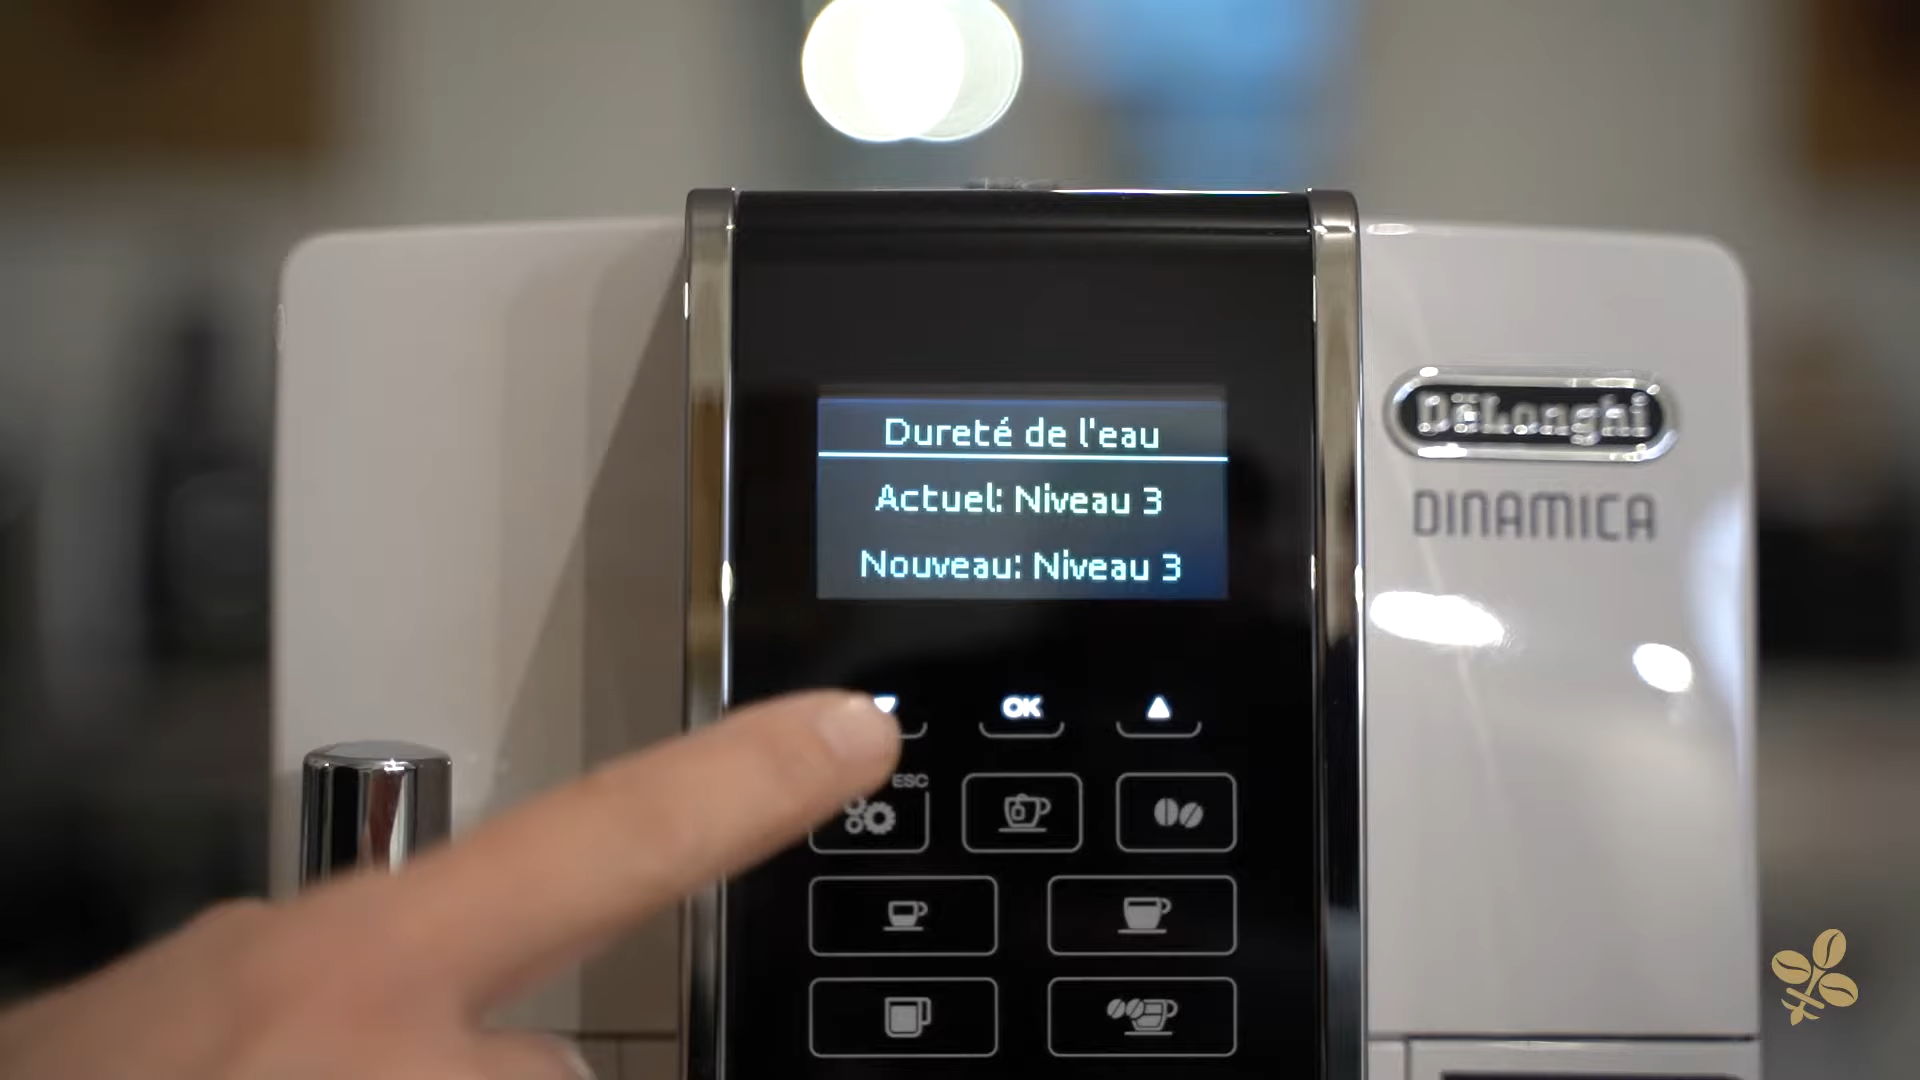 Dureté de l'eau
Actuel: Niveau 3
Nouveau: Niveau 3
DeLonghi
DINAMICA
OK
ESC